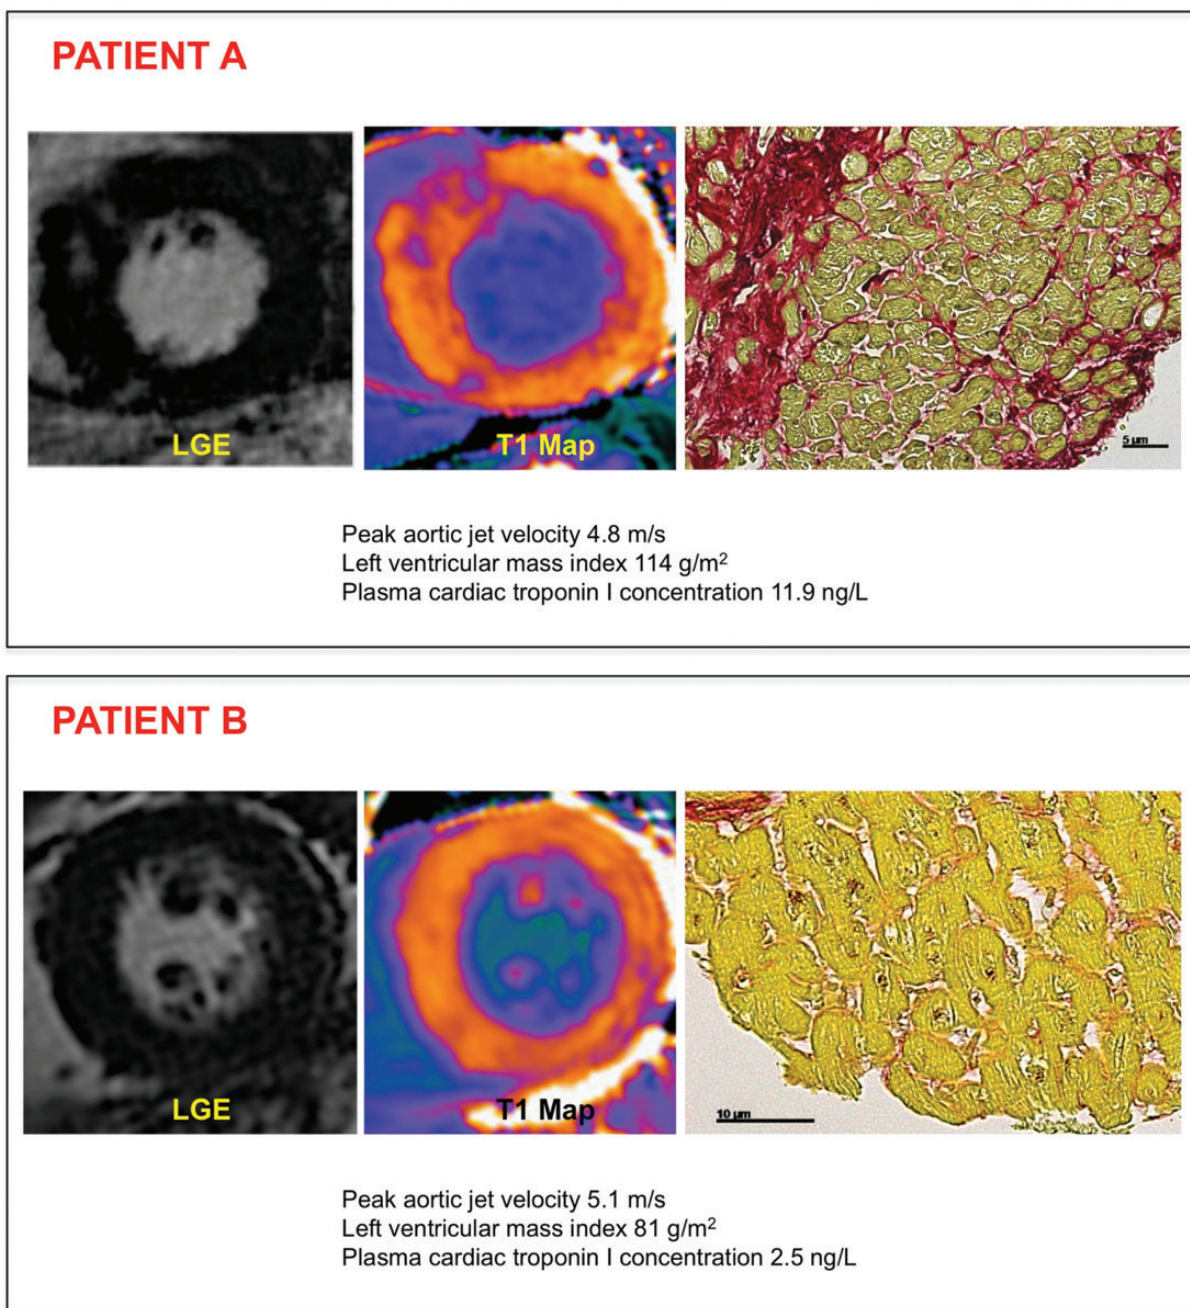 PATIENT A
LGE
T1 Map
5 µm
Peak aortic jet velocity 4.8 m/s
Left ventricular mass index 114 g/m²
Plasma cardiac troponin I concentration 11.9 ng/L
PATIENT B
LGE
T1 Map
10 µm
Peak aortic jet velocity 5.1 m/s
Left ventricular mass index 81 g/m²
Plasma cardiac troponin I concentration 2.5 ng/L